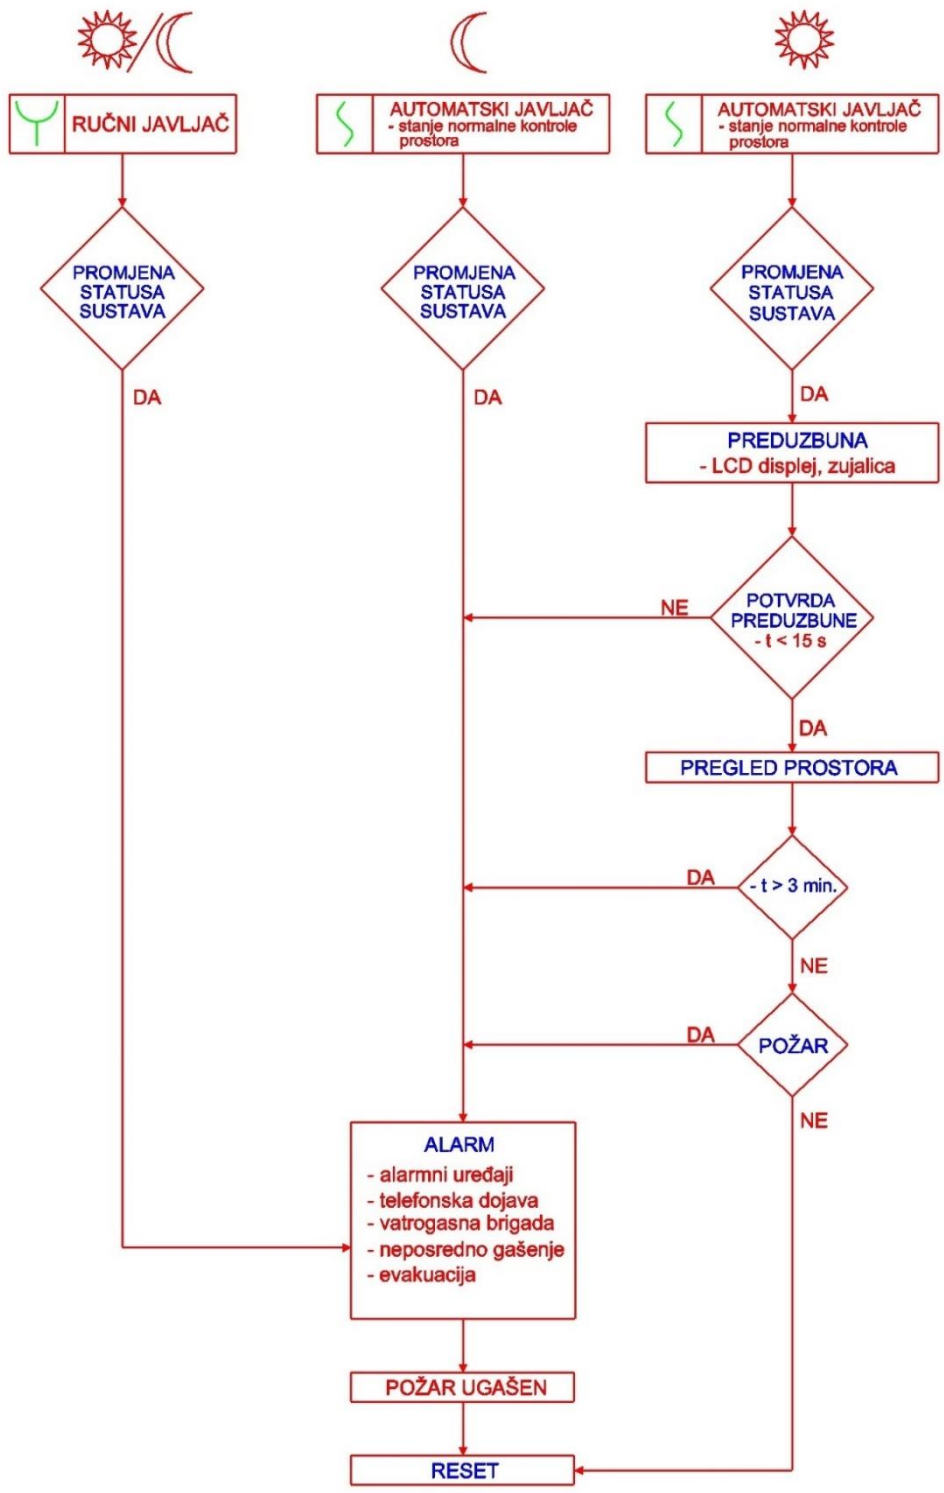 RUČNI JAVLJAČ
AUTOMATSKI JAVLJAČ
- stanje normalne kontrole
prostora
AUTOMATSKI JAVLJAČ
- stanje normalne kontrole
prostora
PROMJENA
STATUSA
SUSTAVA
PROMJENA
STATUSA
SUSTAVA
PROMJENA
STATUSA
SUSTAVA
DA
DA
DA
PREDUZBUNA
- LCD displej, zujalica
NE
POTVRDA
PREDUZBUNE
- t < 15 s
DA
PREGLED PROSTORA
DA
- t > 3 min.
NE
DA
POŽAR
NE
ALARM
- alarmni uređaji
- telefonska dojava
- vatrogasna brigada
- neposredno gašenje
- evakuacija
POŽAR UGAŠEN
RESET